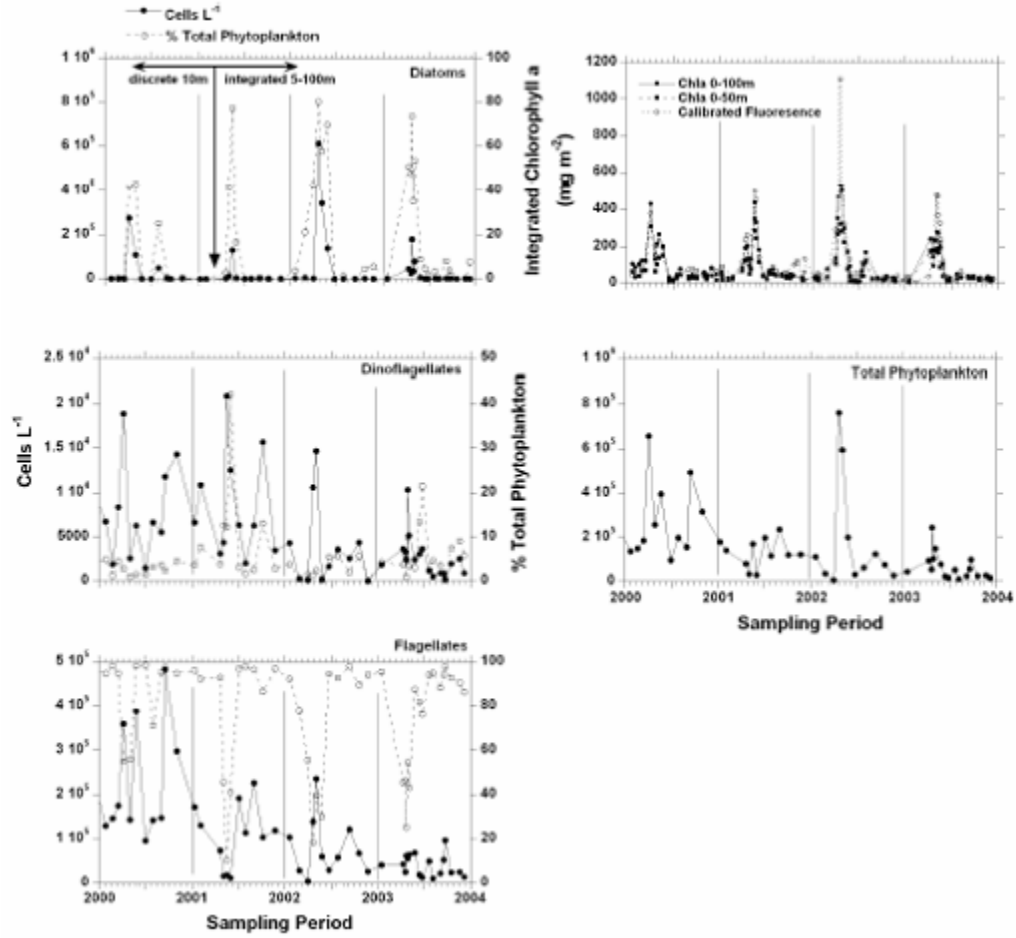 Cells L⁻¹
% Total Phytoplankton
1 10⁶
8 10⁵
6 10⁵
4 10⁵
2 10⁵
0
100
80
60
40
20
0
discrete 10m
integrated 5-100m
Diatoms
Integrated Chlorophyll a
(mg m⁻²)
1200
1000
800
600
400
200
0
Chla 0-100m
Chla 0-50m
Calibrated Fluoresence
Cells L⁻¹
2.5 10⁴
2 10⁴
1.5 10⁴
1 10⁴
5000
0
Dinoflagellates
50
40
30
20
10
0
% Total Phytoplankton
1 10⁶
8 10⁵
6 10⁵
4 10⁵
2 10⁵
0
Total Phytoplankton
2000 2001 2002 2003 2004
Sampling Period
Flagellates
5 10⁵
4 10⁵
3 10⁵
2 10⁵
1 10⁵
0
100
80
60
40
20
0
2000 2001 2002 2003 2004
Sampling Period